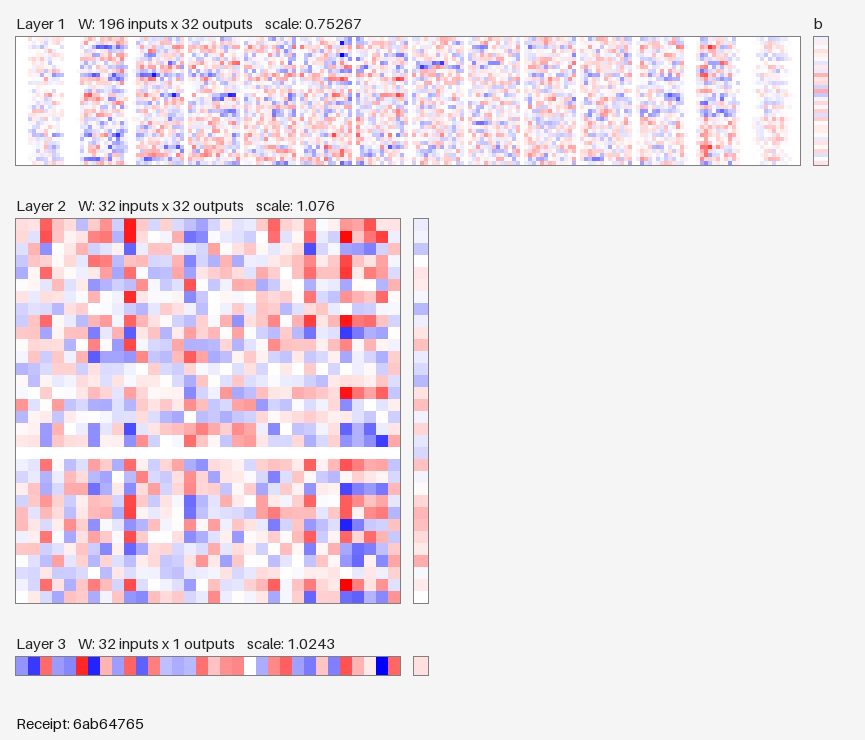 Layer 1 W: 196 inputs x 32 outputs scale: 0.75267 b
Layer 2 W: 32 inputs x 32 outputs scale: 1.076
Layer 3 W: 32 inputs x 1 outputs scale: 1.0243
Receipt: 6ab64765